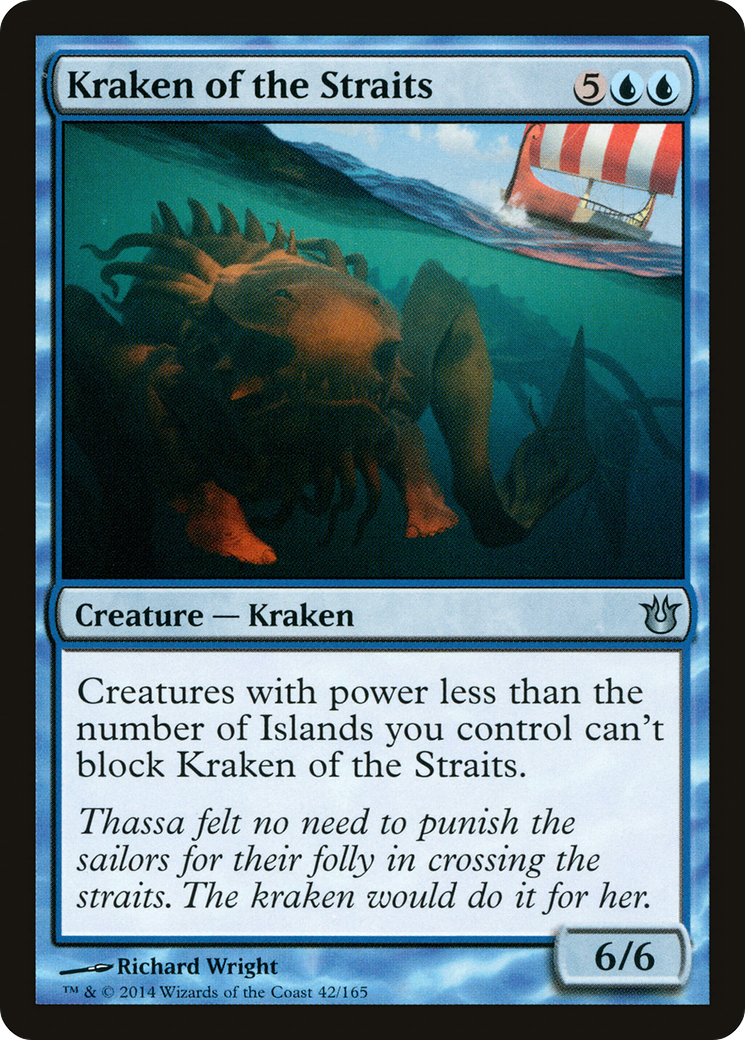 Kraken of the Straits 5
Creature — Kraken
Creatures with power less than the
number of Islands you control can't
block Kraken of the Straits.
Thassa felt no need to punish the
sailors for their folly in crossing the
straits. The kraken would do it for her.
6/6
Richard Wright
™ & © 2014 Wizards of the Coast 42/165